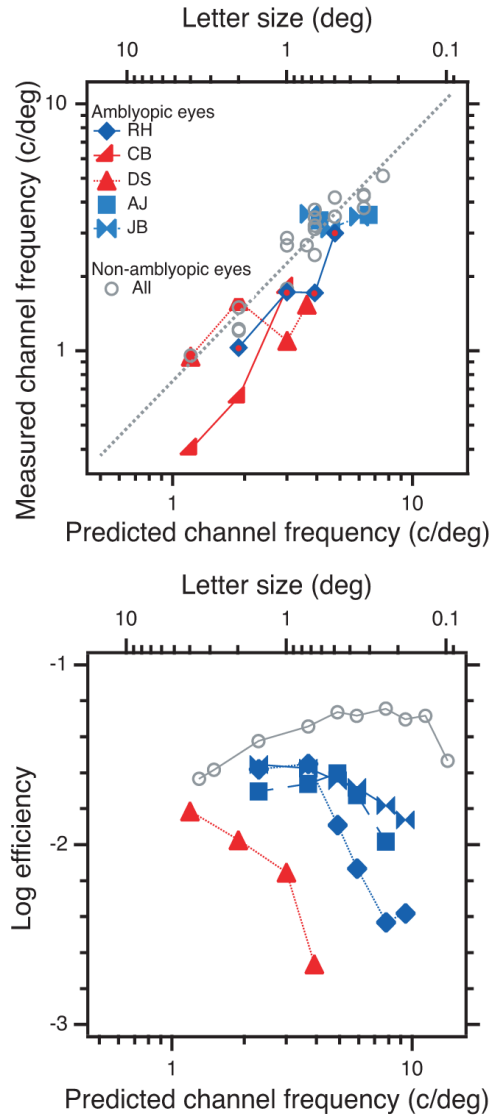 Letter size (deg)
10 1 0.1
10
1
Measured channel frequency (c/deg)
Amblyopic eyes
RH
CB
DS
AJ
JB
Non-amblyopic eyes
All
1 10
Predicted channel frequency (c/deg)
Letter size (deg)
10 1 0.1
-1
-2
-3
Log efficiency
1 10
Predicted channel frequency (c/deg)